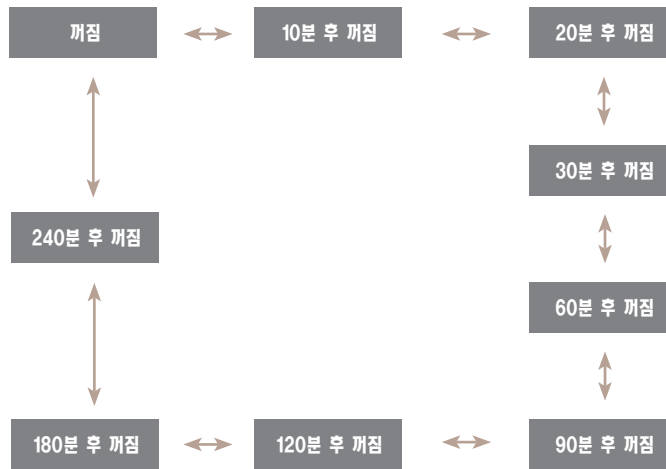 꺼짐
10분 후 꺼짐
20분 후 꺼짐
30분 후 꺼짐
240분 후 꺼짐
60분 후 꺼짐
180분 후 꺼짐
120분 후 꺼짐
90분 후 꺼짐